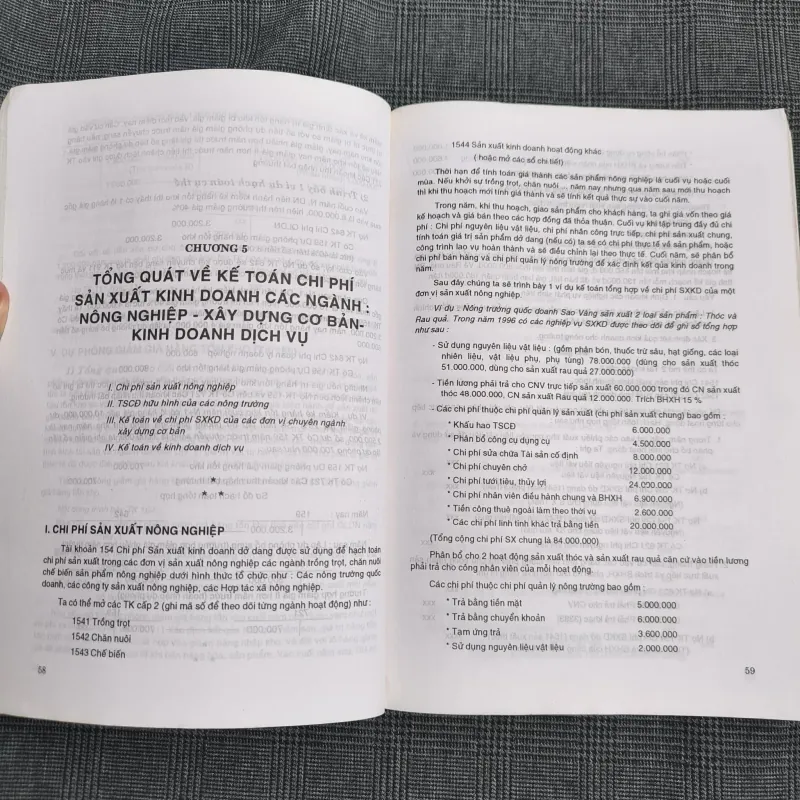 CHƯƠNG 5
TỔNG QUÁT VỀ KẾ TOÁN CHI PHÍ
SẢN XUẤT KINH DOANH CÁC NGÀNH :
NÔNG NGHIỆP - XÂY DỰNG CƠ BẢN-
KINH DOANH DỊCH VỤ
I. Chi phí sản xuất nông nghiệp
II. TSCĐ hữu hình của các nông trường
III. Kế toán về chi phí SXKD của các đơn vị chuyên ngành
xây dựng cơ bản
IV. Kế toán về kinh doanh dịch vụ
*
* *
I. CHI PHÍ SẢN XUẤT NÔNG NGHIỆP
Tài khoản 154 Chi phí Sản xuất kinh doanh dở dang được sử dụng để hạch toán
chi phí sản xuất trong các đơn vị sản xuất nông nghiệp các ngành trồng trọt, chăn nuôi
chế biến sản phẩm nông nghiệp dưới hình thức tổ chức như : Các nông trường quốc
doanh, các công ty sản xuất nông nghiệp, các Hợp tác xã nông nghiệp.
Ta có thể mở các TK cấp 2 (ghi mã số để theo dõi từng ngành hoạt động) như :
1541 Trồng trọt
1542 Chăn nuôi
1543 Chế biến
58
1544 Sản xuất kinh doanh hoạt động khác
( hoặc mở các sổ chi tiết)
Thời hạn để tính toán giá thành các sản phẩm nông nghiệp là cuối vụ hoặc cuối
mùa. Nếu khởi sự trồng trọt, chăn nuôi ... năm nay nhưng qua năm sau mới thu hoạch
thì khi thu hoạch mới tính giá thành và sẽ tính kết quả thực sự vào cuối năm.
Trong năm, khi thu hoạch, giao sản phẩm cho khách hàng, ta ghi giá vốn theo giá
kế hoạch và giá bán theo các hợp đồng đã thỏa thuận. Cuối vụ khi tập trung đầy đủ chi
phí : Chi phí nguyên liệu vật liệu, chi phí nhân công trực tiếp, chi phí sản xuất chung,
tính toán giá trị sản phẩm dở dang (nếu có) ta sẽ có chi phí thực tế về sản phẩm, hoặc
công trình lao vụ hoàn thành và sẽ điều chỉnh lại theo thực tế. Cuối năm, sẽ phân bổ
chi phí bán hàng và chi phí quản lý nông trường để xác định kết qủa kinh doanh trong
năm.
Sau đây chúng ta sẽ trình bày 1 ví dụ kế toán tổng hợp về chi phí SXKD của một
đơn vị sản xuất nông nghiệp.
Ví dụ : Nông trường quốc doanh Sao Vàng sản xuất 2 loại sản phẩm : Thóc và
Rau quả. Trong năm 1996 có các nghiệp vụ SXKD được theo dõi để ghi sổ tổng hợp
như sau :
- Sử dụng nguyên liệu vật liệu : (gồm phân bón, thuốc trừ sâu, hạt giống, các loại
nhiên liệu, vật liệu phụ, phụ tùng) 78.000.000 (dùng cho sản xuất thóc
51.000.000, dùng cho sản xuất rau quả 27.000.000)
- Tiền lương phải trả cho CNV trực tiếp sản xuất 60.000.000 trong đó CN sản xuất
thóc 48.000.000, CN sản xuất Rau quả 12.000.000. Trích BHXH 15 %
- Các chi phí thuộc chi phí quản lý sản xuất (chi phí sản xuất chung) bao gồm :
* Khấu hao TSCĐ 6.000.000
* Phân bổ công cụ dụng cụ 4.500.000
* Chi phí sửa chữa Tài sản cố định 8.000.000
* Chi phí chuyên chở 12.000.000
* Chi phí tưới tiêu, thủy lợi 24.000.000
* Chi phí nhân viên điều hành chung và BHXH 6.900.000
* Tiền công thuê ngoài làm theo thời vụ 2.600.000
* Các chi phí linh tinh khác trả bằng tiền 20.000.000
(Tổng cộng chi phí SX chung là 84.000.000)
Phân bổ cho 2 hoạt động sản xuất thóc và sản xuất rau quả căn cứ vào tiền lương
phải trả cho công nhân viên của mỗi hoạt động.
Các chi phí thuộc chi phí quản lý nông trường bao gồm :
* Trả bằng tiền mặt 5.000.000
* Trả bằng chuyển khoản 6.000.000
* Tạm ứng trả 3.600.000
* Sử dụng nguyên liệu vật liệu 2.000.000
59